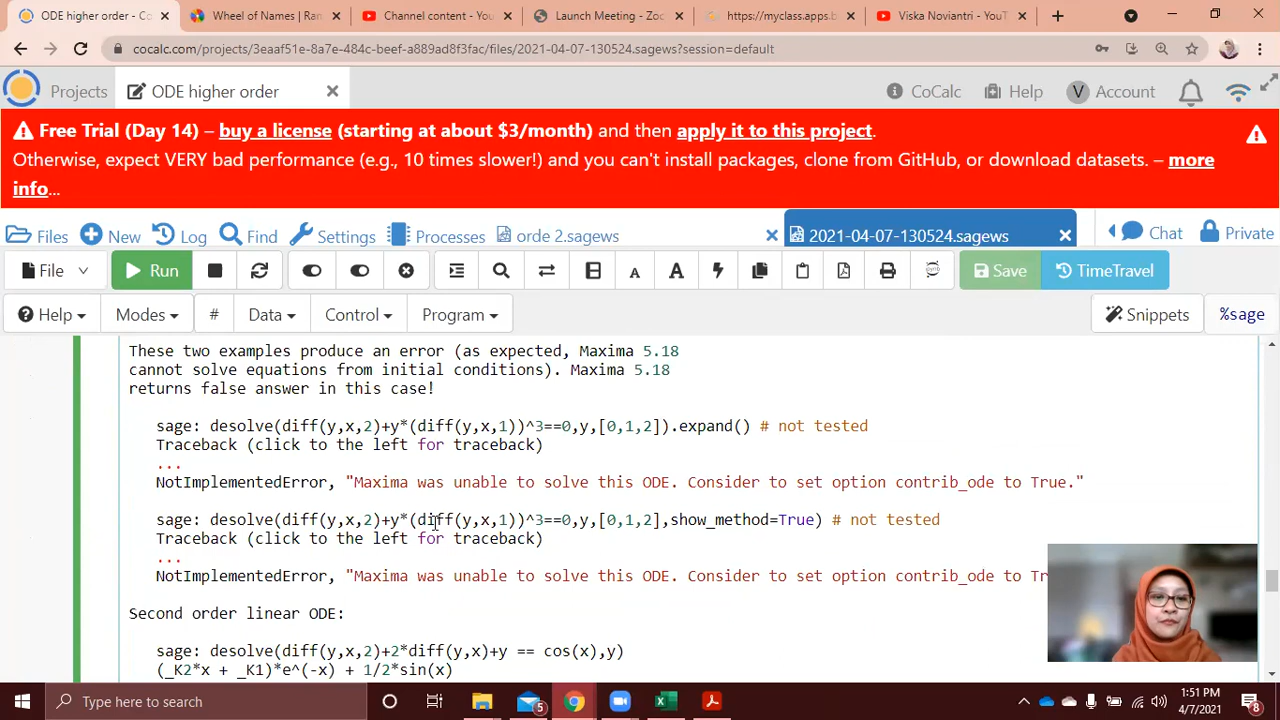 ODE higher order - Co
Wheel of Names | Ran
Channel content - You
Launch Meeting - Zoo
https://myclass.apps.b
Viska Noviantri - YouT
cocalc.com/projects/3eaaf51e-8a7e-484c-beef-a889ad8f3fac/files/2021-04-07-130524.sagews?session=default
Projects ODE higher order CoCalc Help V Account
Free Trial (Day 14) – buy a license (starting at about $3/month) and then apply it to this project.
Otherwise, expect VERY bad performance (e.g., 10 times slower!) and you can't install packages, clone from GitHub, or download datasets. – more
info...
Files New Log Find Settings Processes orde 2.sagews 2021-04-07-130524.sagews Chat Private
File Run A A Save TimeTravel
Help Modes # Data Control Program Snippets %sage
These two examples produce an error (as expected, Maxima 5.18
cannot solve equations from initial conditions). Maxima 5.18
returns false answer in this case!
sage: desolve(diff(y,x,2)+y*(diff(y,x,1))^3==0,y,[0,1,2]).expand() # not tested
Traceback (click to the left for traceback)
...
NotImplementedError, "Maxima was unable to solve this ODE. Consider to set option contrib_ode to True."
sage: desolve(diff(y,x,2)+y*(diff(y,x,1))^3==0,y,[0,1,2],show_method=True) # not tested
Traceback (click to the left for traceback)
...
NotImplementedError, "Maxima was unable to solve this ODE. Consider to set option contrib_ode to Tr
Second order linear ODE:
sage: desolve(diff(y,x,2)+2*diff(y,x)+y == cos(x),y)
(_K2*x + _K1)*e^(-x) + 1/2*sin(x)
Type here to search
5
1:51 PM
4/7/2021
8